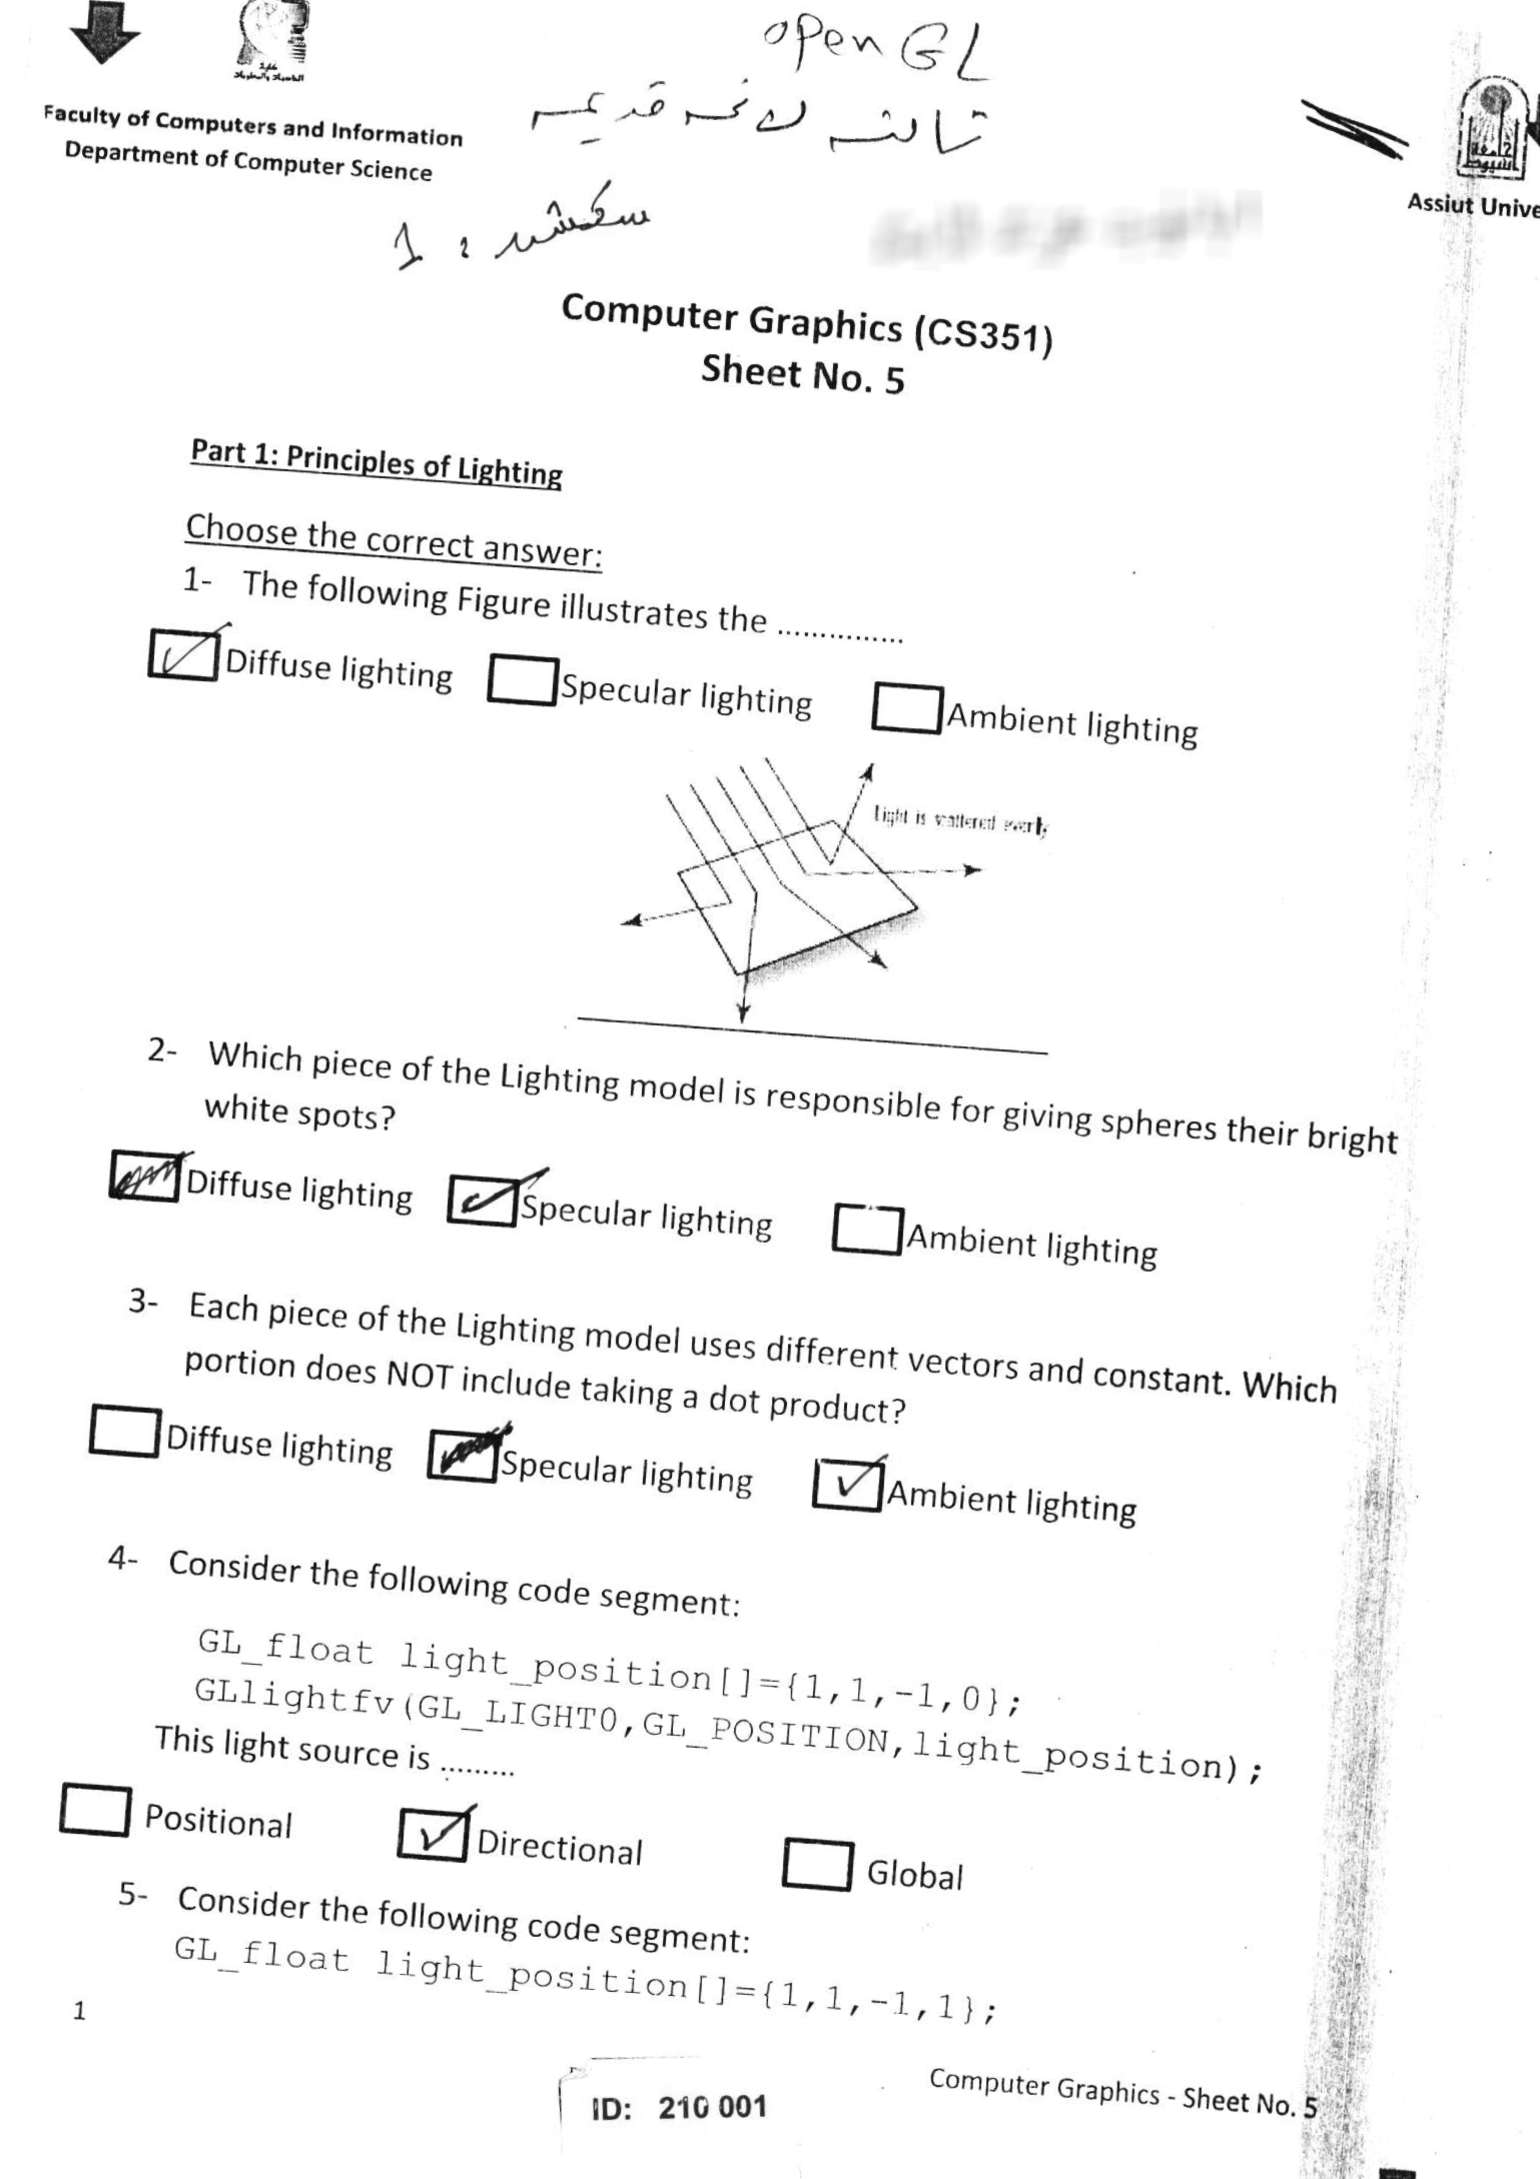 openGL
ثالثه لائحه قديمه
سكشن : 1
Faculty of Computers and Information
Department of Computer Science
Assiut Unive
Computer Graphics (CS351)
Sheet No. 5
Part 1: Principles of Lighting
Choose the correct answer:
1- The following Figure illustrates the ...............
Diffuse lighting Specular lighting Ambient lighting
Light is scattered evenly
2- Which piece of the Lighting model is responsible for giving spheres their bright
white spots?
Diffuse lighting Specular lighting Ambient lighting
3- Each piece of the Lighting model uses different vectors and constant. Which
portion does NOT include taking a dot product?
Diffuse lighting Specular lighting Ambient lighting
4- Consider the following code segment:
GL_float light_position[]={1,1,-1,0};
GLlightfv(GL_LIGHT0,GL_POSITION,light_position);
This light source is .........
Positional Directional Global
5- Consider the following code segment:
GL_float light_position[]={1,1,-1,1};
1
Computer Graphics - Sheet No. 5
ID: 210 001